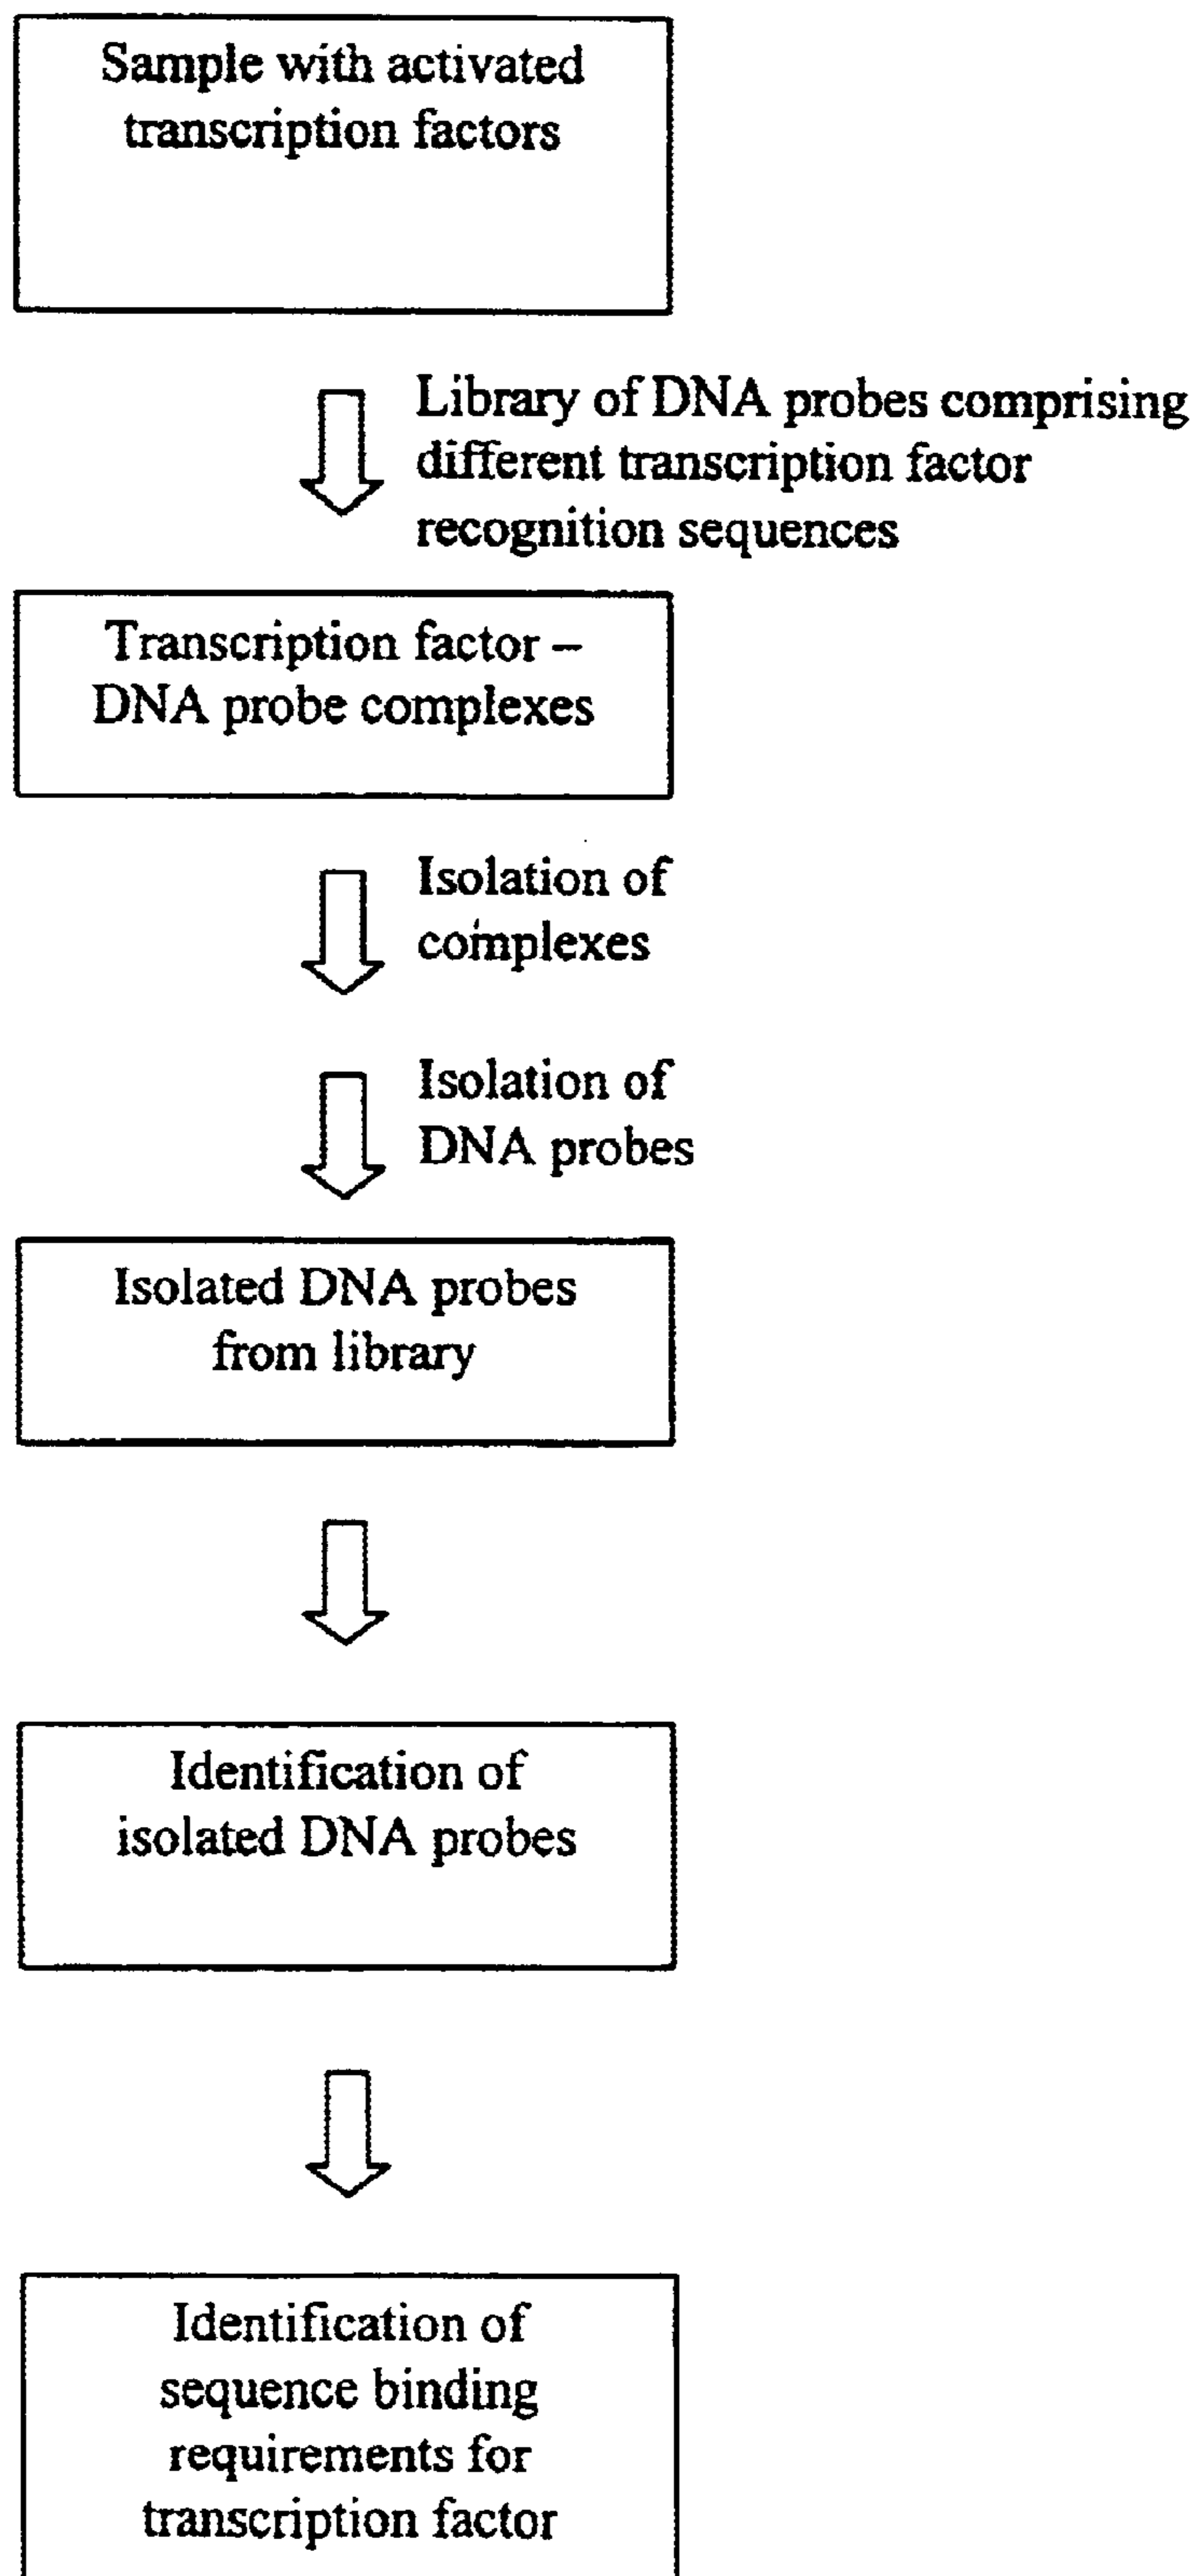 Sample with activated
transcription factors
Library of DNA probes comprising
different transcription factor
recognition sequences
Transcription factor –
DNA probe complexes
Isolation of
complexes
Isolation of
DNA probes
Isolated DNA probes
from library
Identification of
isolated DNA probes
Identification of
sequence binding
requirements for
transcription factor